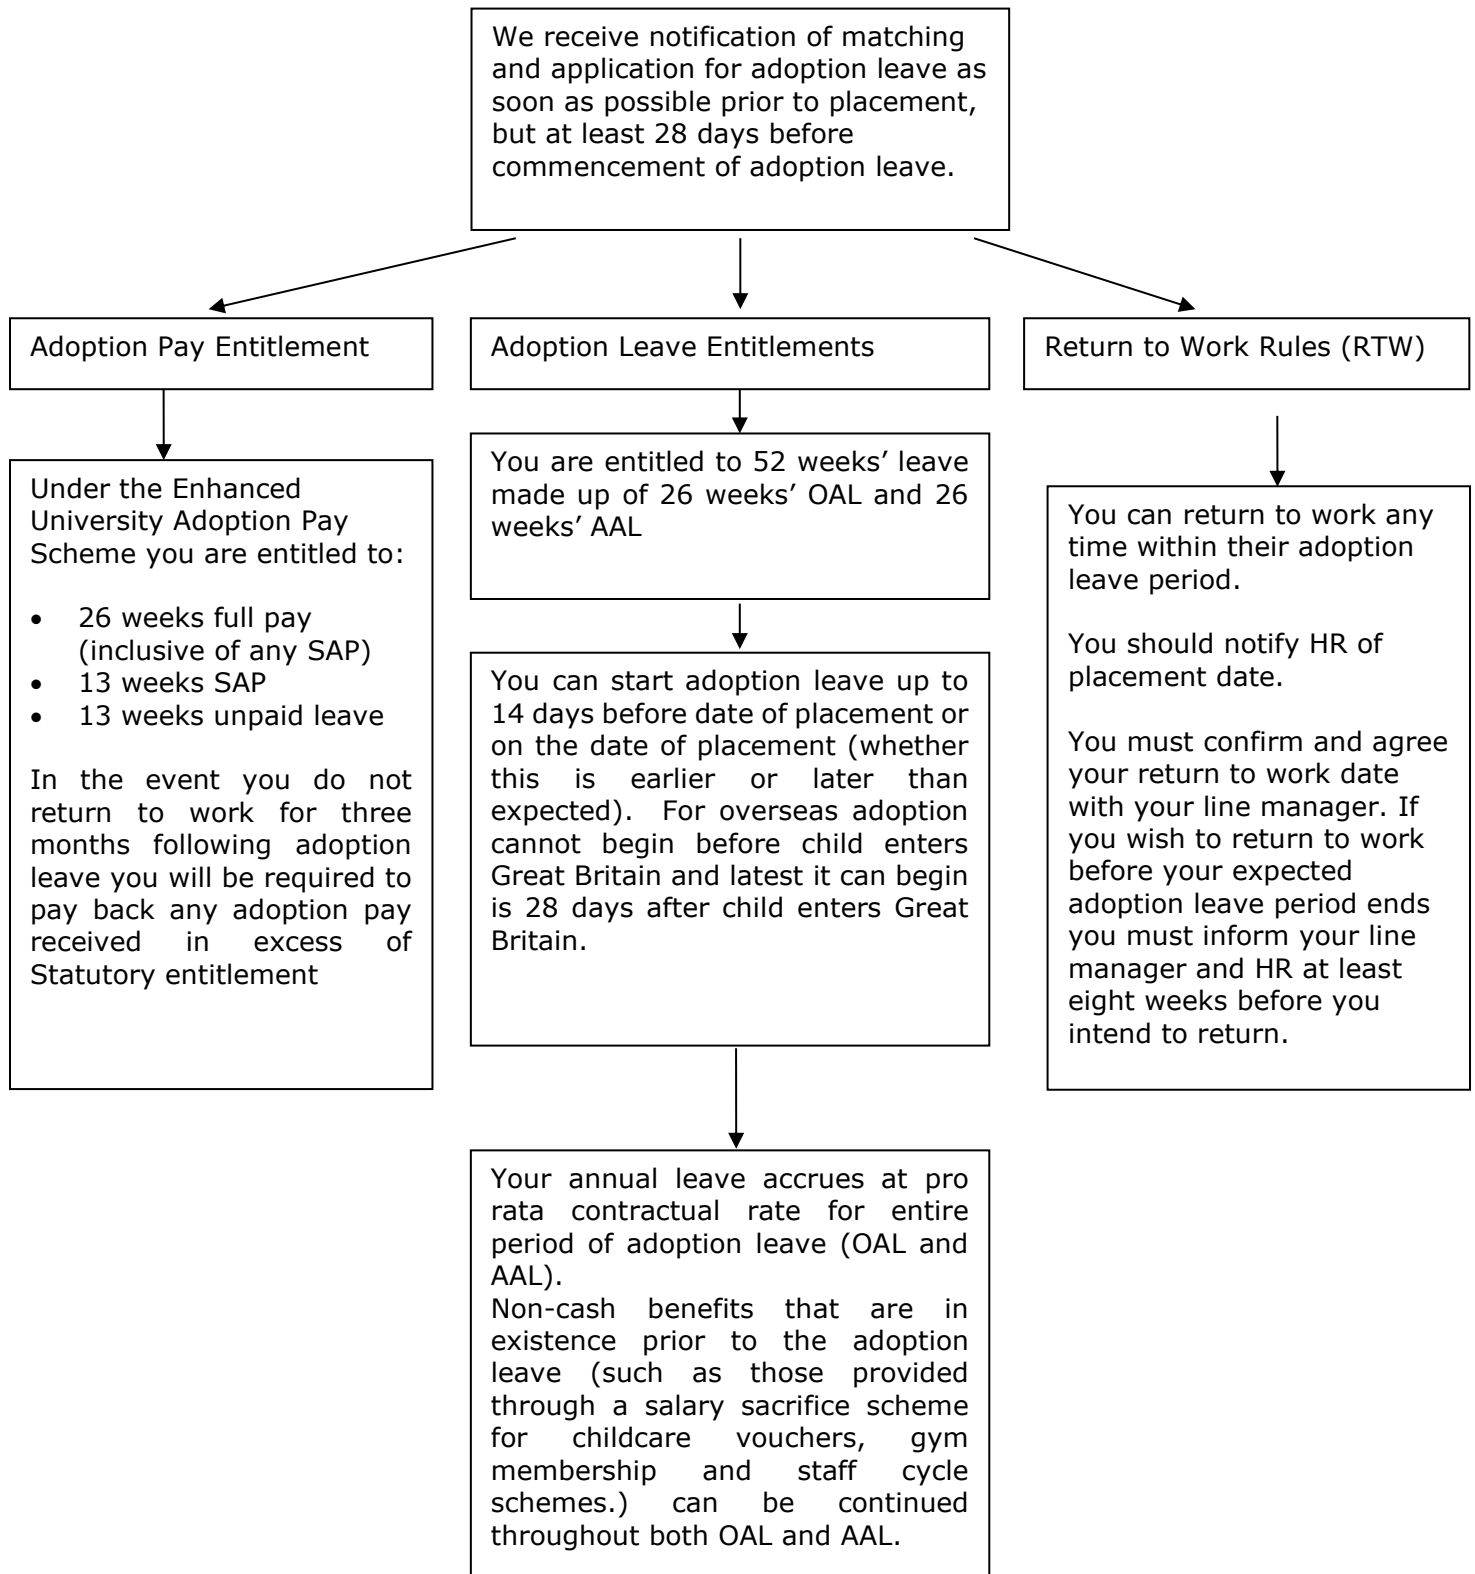 We receive notification of matching
and application for adoption leave as
soon as possible prior to placement,
but at least 28 days before
commencement of adoption leave.
Adoption Pay Entitlement
Adoption Leave Entitlements
Return to Work Rules (RTW)
Under the Enhanced
University Adoption Pay
Scheme you are entitled to:
• 26 weeks full pay
(inclusive of any SAP)
• 13 weeks SAP
• 13 weeks unpaid leave
In the event you do not
return to work for three
months following adoption
leave you will be required to
pay back any adoption pay
received in excess of
Statutory entitlement
You are entitled to 52 weeks’ leave
made up of 26 weeks’ OAL and 26
weeks’ AAL
You can start adoption leave up to
14 days before date of placement or
on the date of placement (whether
this is earlier or later than
expected). For overseas adoption
cannot begin before child enters
Great Britain and latest it can begin
is 28 days after child enters Great
Britain.
Your annual leave accrues at pro
rata contractual rate for entire
period of adoption leave (OAL and
AAL).
Non-cash benefits that are in
existence prior to the adoption
leave (such as those provided
through a salary sacrifice scheme
for childcare vouchers, gym
membership and staff cycle
schemes.) can be continued
throughout both OAL and AAL.
You can return to work any
time within their adoption
leave period.
You should notify HR of
placement date.
You must confirm and agree
your return to work date
with your line manager. If
you wish to return to work
before your expected
adoption leave period ends
you must inform your line
manager and HR at least
eight weeks before you
intend to return.